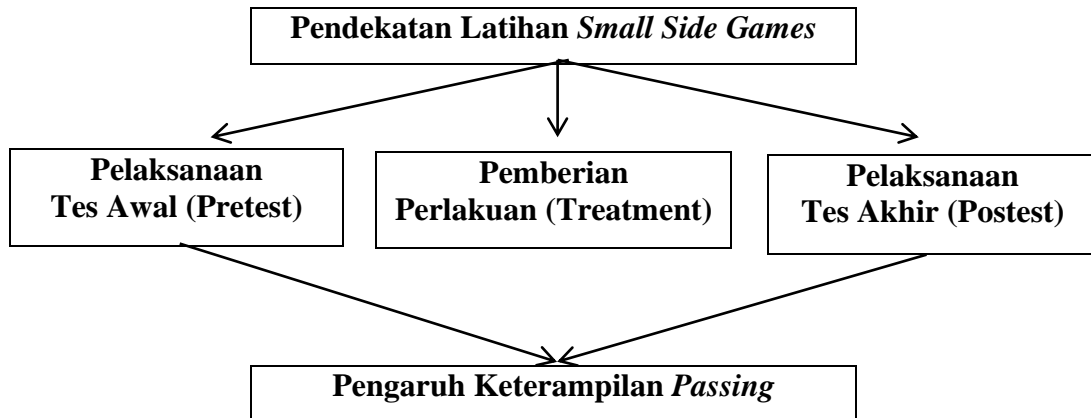 Pendekatan Latihan Small Side Games
Pelaksanaan
Tes Awal (Pretest)
Pemberian
Perlakuan (Treatment)
Pelaksanaan
Tes Akhir (Postest)
Pengaruh Keterampilan Passing